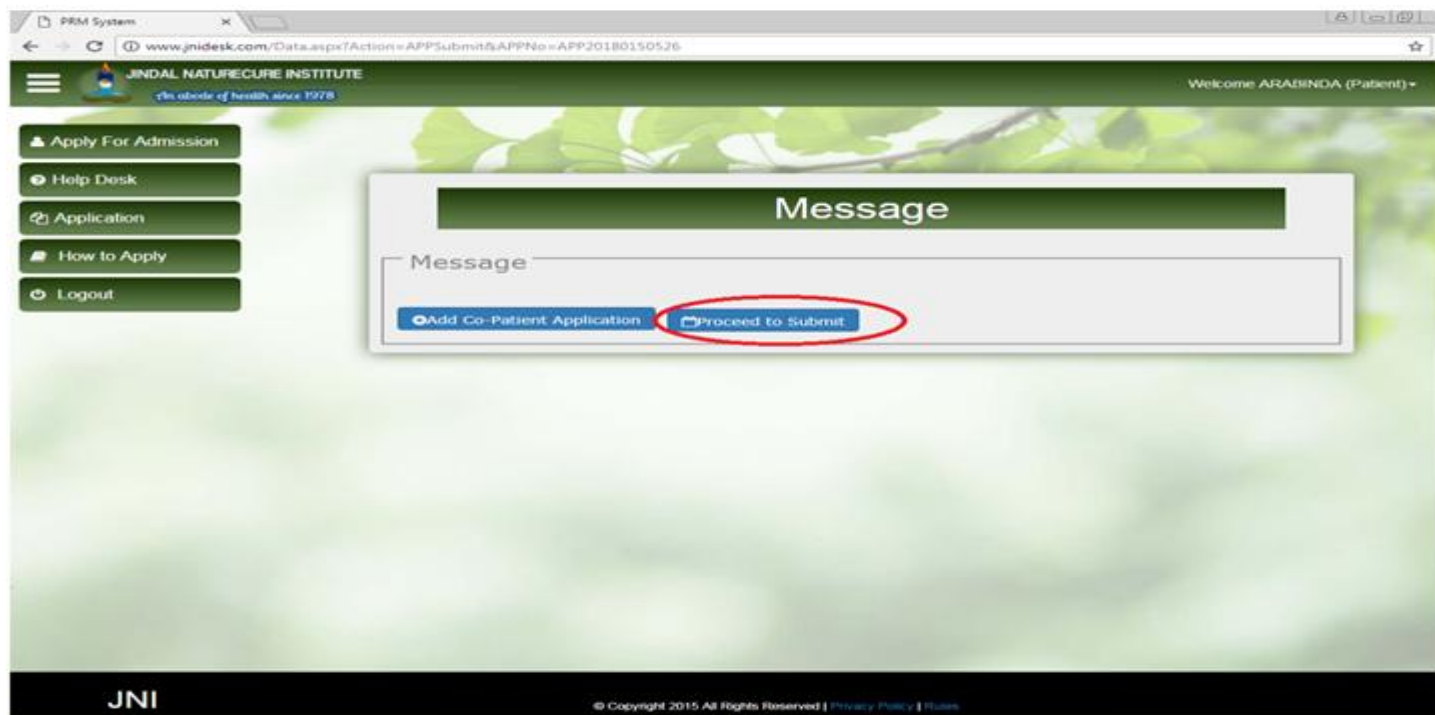 PRM System
www.jnidesk.com/Data.aspx?Action=APPSubmit&APPNo=APP20180150526
JINDAL NATURECURE INSTITUTE
An abode of health since 1978
Welcome ARABINDA (Patient)
Apply For Admission
Help Desk
Application
How to Apply
Logout
Message
Message
Add Co-Patient Application
Proceed to Submit
JNI
© Copyright 2015 All Rights Reserved | Privacy Policy | Rules